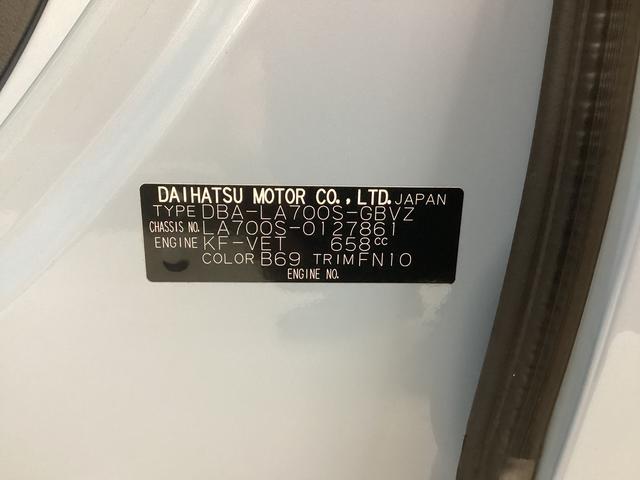 DAIHATSU MOTOR CO.,LTD. JAPAN
TYPE DBA-LA700S-GBVZ
CHASSIS NO. LA700S-0127861
ENGINE KF-VET 658cc
COLOR B69 TRIM FN10
ENGINE NO.